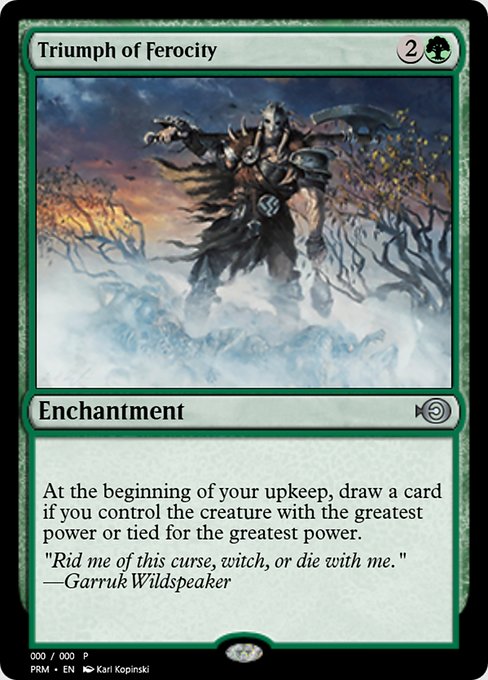 Triumph of Ferocity 2
Enchantment
At the beginning of your upkeep, draw a card
if you control the creature with the greatest
power or tied for the greatest power.
"Rid me of this curse, witch, or die with me."
—Garruk Wildspeaker
000 / 000 P
PRM • EN Karl Kopinski